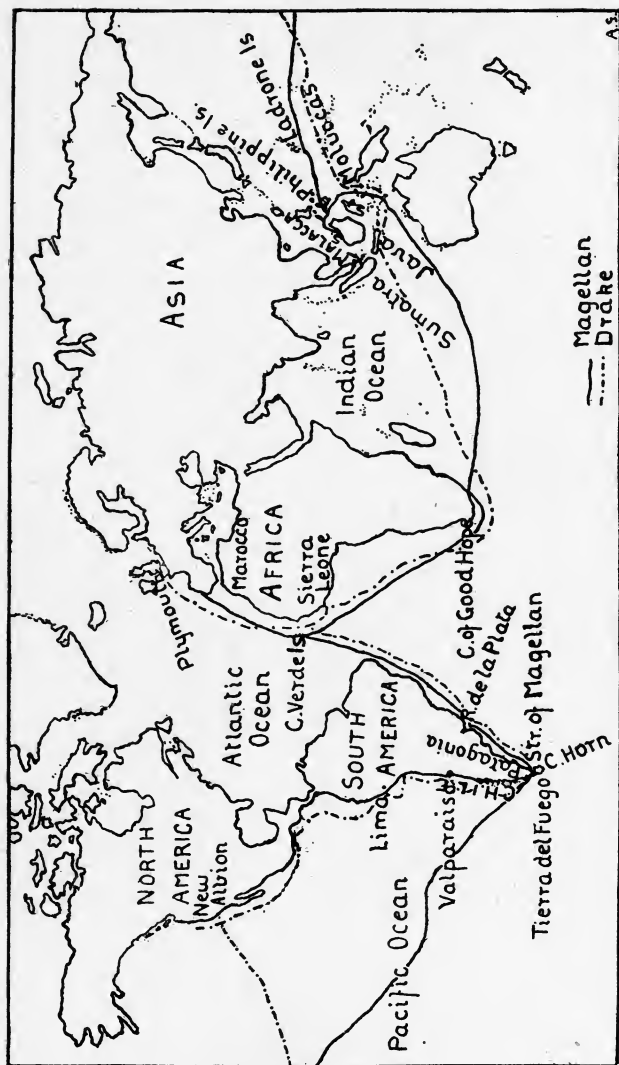 NORTH
AMERICA
New
Albion
Atlantic
Ocean
Plymouth
C.Verdels
SOUTH
AMERICA
Lima
CHILE
Valparaiso
Patagonia
Pacific Ocean
Tierra del Fuego
Str. of Magellan
C. HORN
de la Plata
C. of Good Hope
Marocco
AFRICA
Sierra
Leone
ASIA
Indian
Ocean
Sumatra
Java
MALACCA
Philippine Is.
Ladrone Is
Moluccas
Magellan
Drake
A.S.